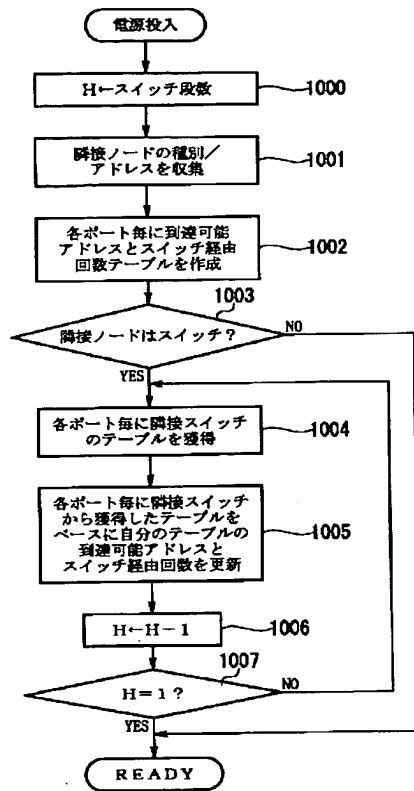 電源投入
H←スイッチ段数
1000
隣接ノードの種別/
アドレスを収集
1001
各ポート毎に到達可能
アドレスとスイッチ経由
回数テーブルを作成
1002
1003
隣接ノードはスイッチ?
NO
YES
各ポート毎に隣接スイッチ
のテーブルを獲得
1004
各ポート毎に隣接スイッチ
から獲得したテーブルを
ベースに自分のテーブルの
到達可能アドレスと
スイッチ経由回数を更新
1005
H←H-1
1006
1007
H=1?
NO
YES
READY